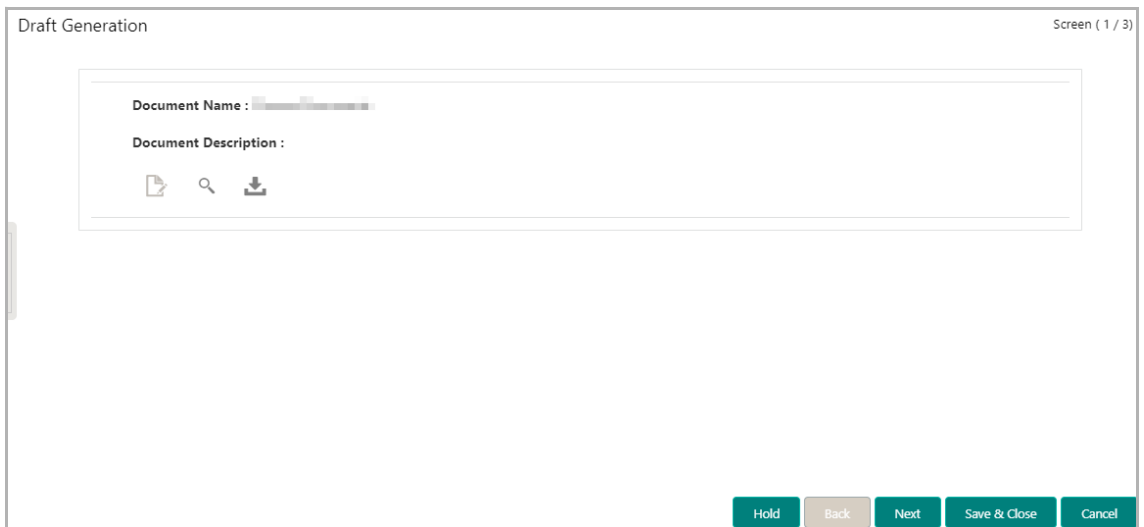 Draft Generation
Screen ( 1 / 3)
Document Name :
Document Description :
Hold
Back
Next
Save & Close
Cancel